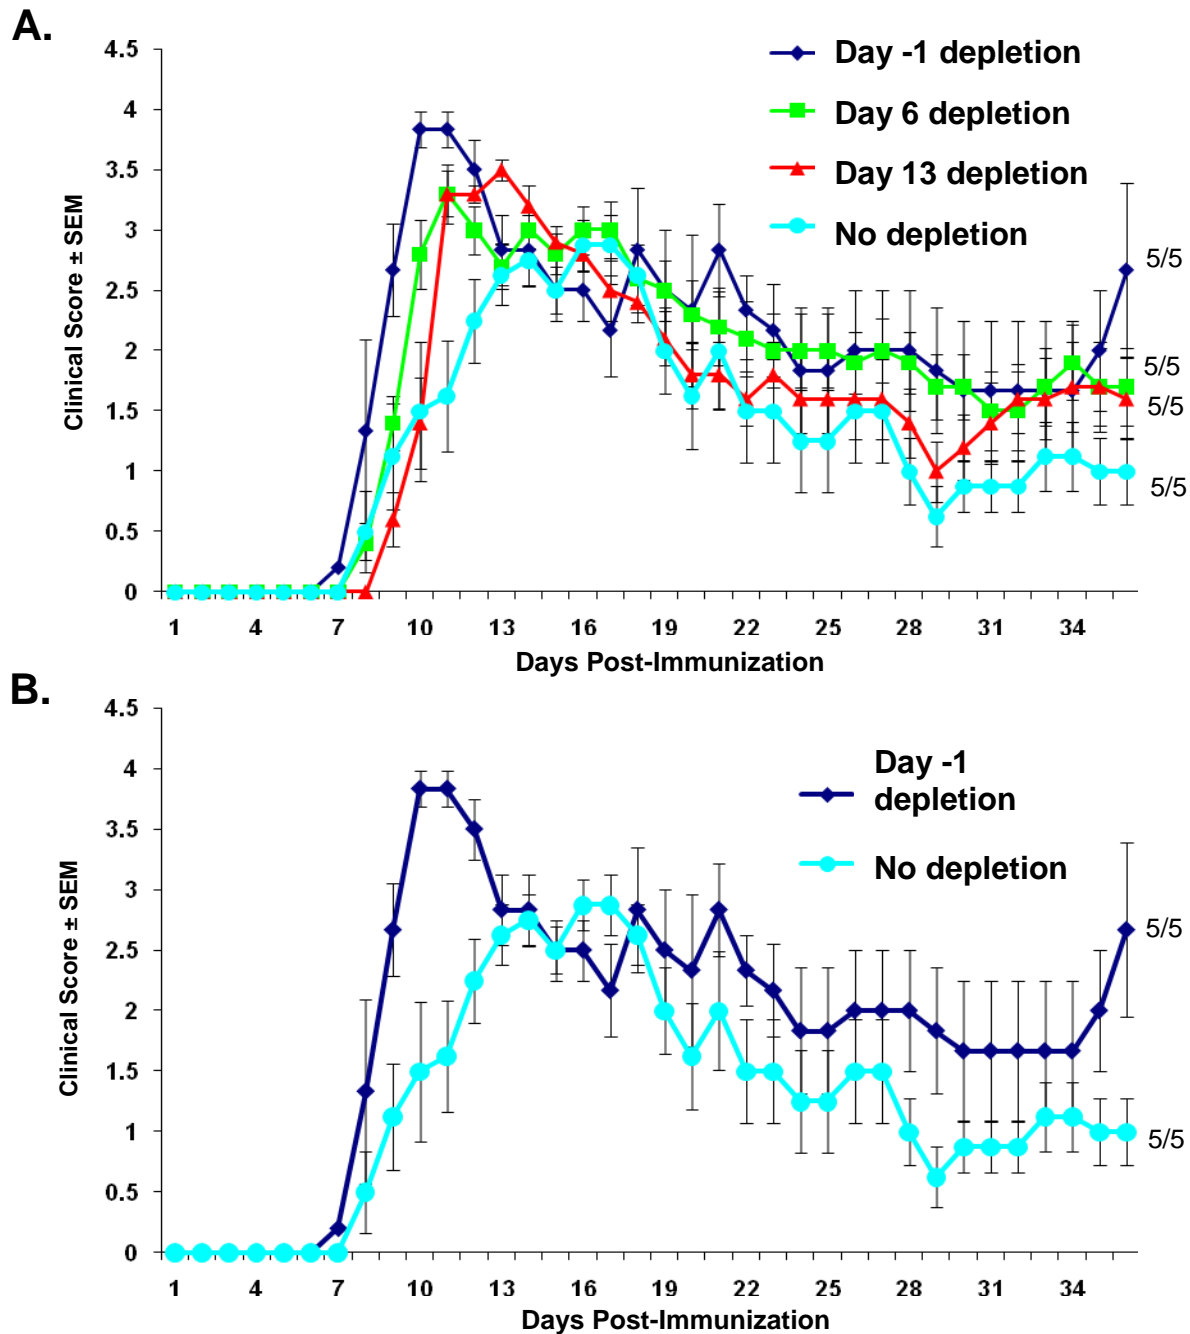 A.
Clinical Score ± SEM
4.5
4
3.5
3
2.5
2
1.5
1
0.5
0
Day -1 depletion
Day 6 depletion
Day 13 depletion
No depletion
5/5
5/5
5/5
5/5
1 4 7 10 13 16 19 22 25 28 31 34
Days Post-Immunization
B.
Clinical Score ± SEM
4.5
4
3.5
3
2.5
2
1.5
1
0.5
0
Day -1
depletion
No depletion
5/5
5/5
1 4 7 10 13 16 19 22 25 28 31 34
Days Post-Immunization